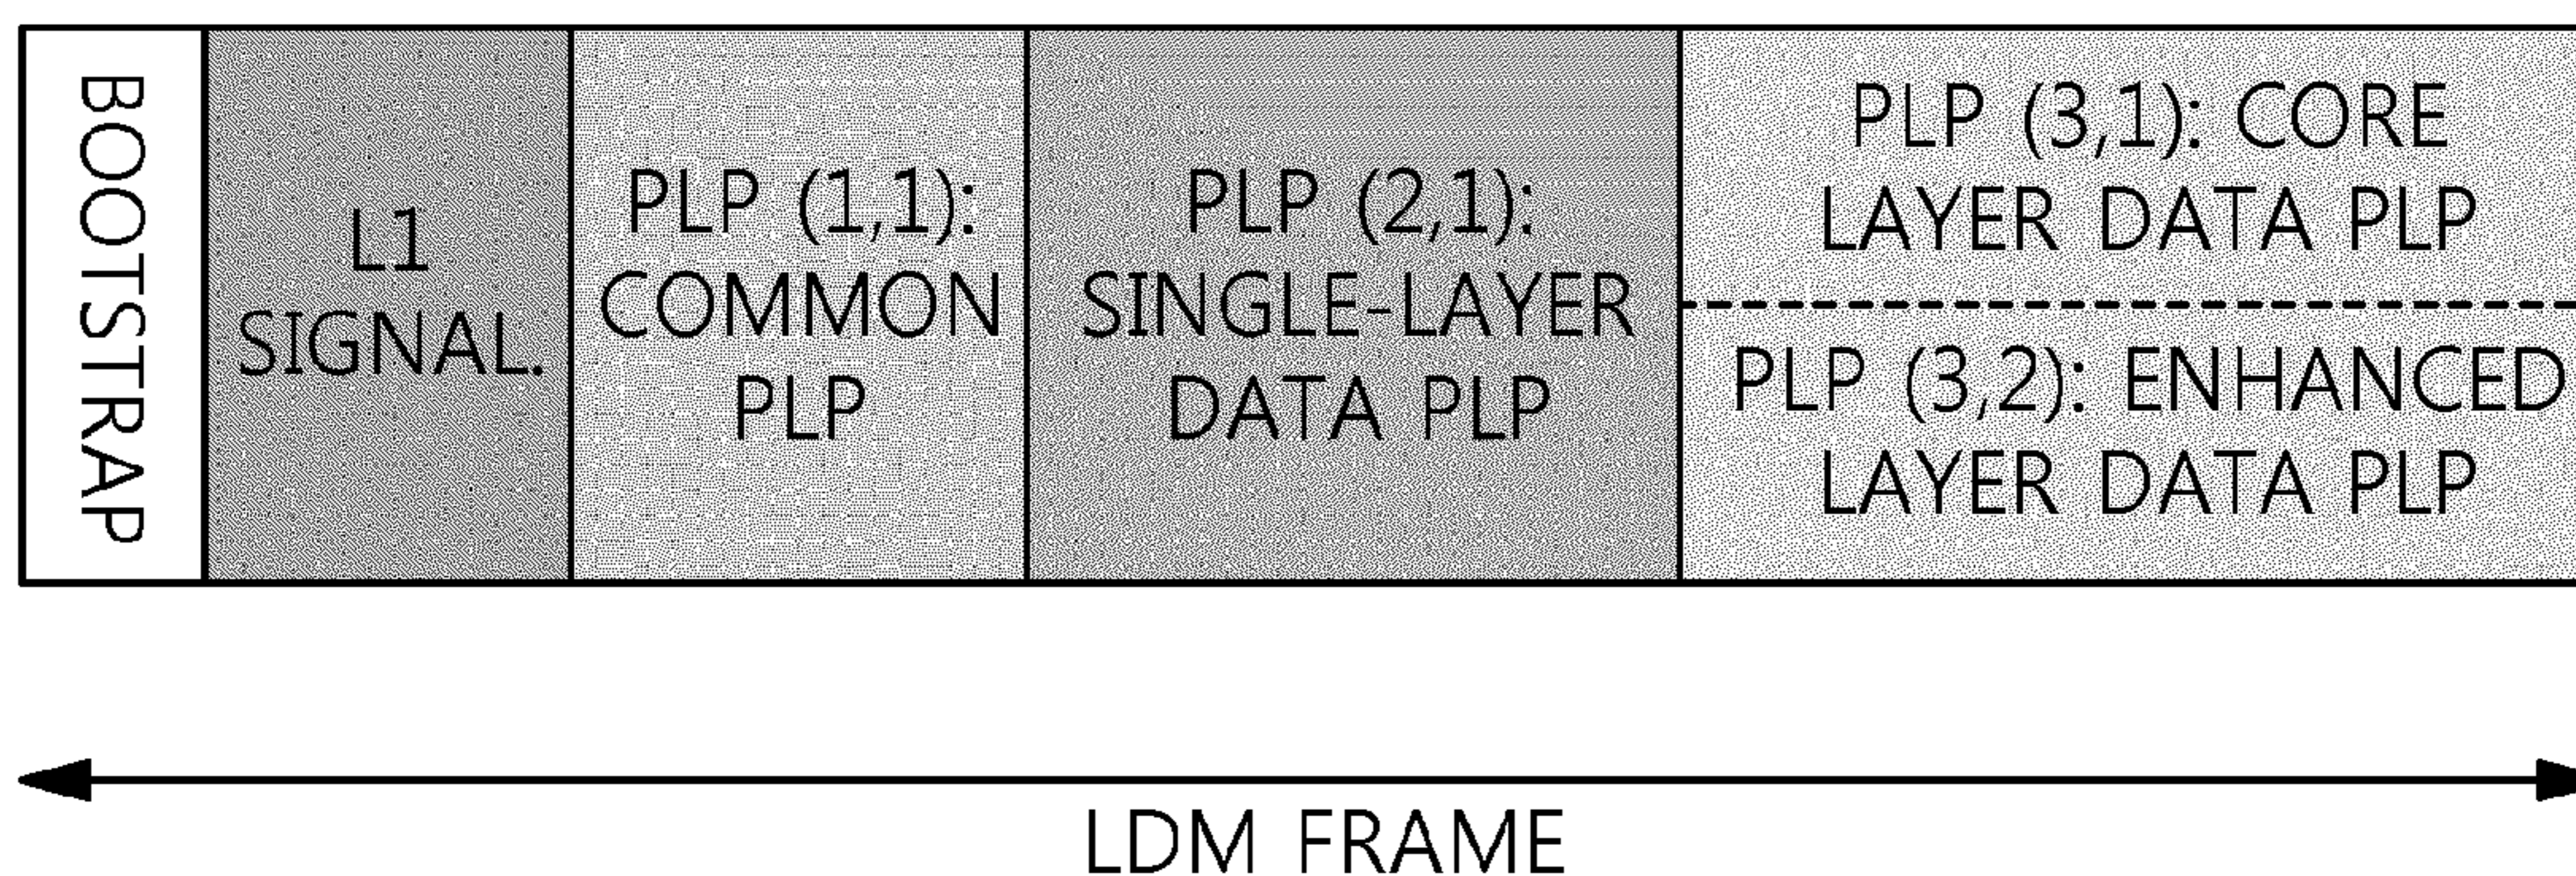 BOOTSTRAP
L1
SIGNAL.
PLP (1,1):
COMMON
PLP
PLP (2,1):
SINGLE-LAYER
DATA PLP
PLP (3,1): CORE
LAYER DATA PLP
PLP (3,2): ENHANCED
LAYER DATA PLP
LDM FRAME